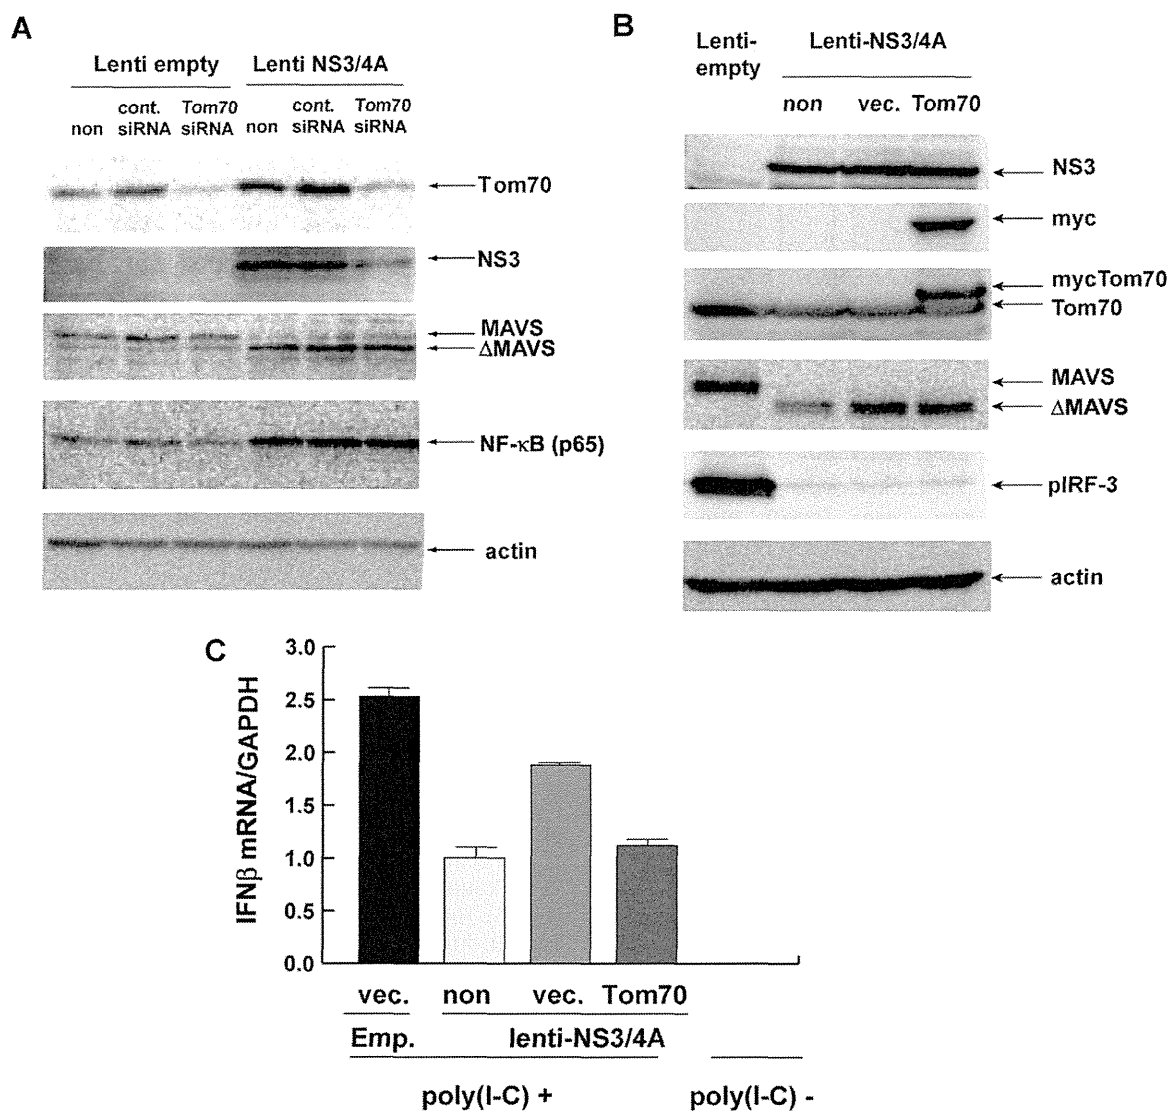 A
Lenti empty
Lenti NS3/4A
non
cont. siRNA
Tom70 siRNA
non
cont. siRNA
Tom70 siRNA
Tom70
NS3
MAVS
ΔMAVS
NF-κB (p65)
actin
B
Lenti-empty
Lenti-NS3/4A
non
vec.
Tom70
NS3
myc
mycTom70
Tom70
MAVS
ΔMAVS
pIRF-3
actin
C
IFNβ mRNA/GAPDH
3.0
2.5
2.0
1.5
1.0
0.5
0.0
vec.
non
vec.
Tom70
Emp.
lenti-NS3/4A
poly(I-C) +
poly(I-C) -